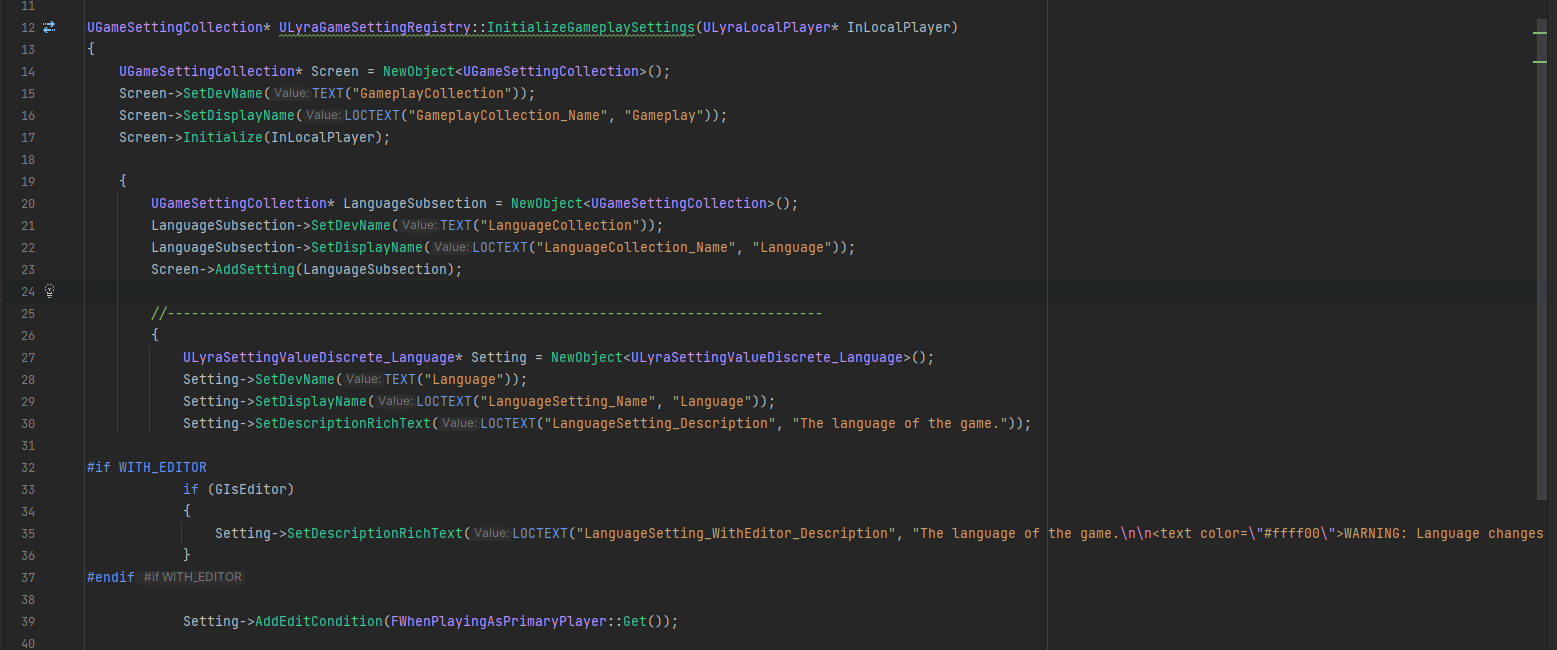 11
12 UGameSettingCollection* ULyraGameSettingRegistry::InitializeGameplaySettings(ULyraLocalPlayer* InLocalPlayer)
13 {
14 UGameSettingCollection* Screen = NewObject<UGameSettingCollection>();
15 Screen->SetDevName( Value: TEXT("GameplayCollection"));
16 Screen->SetDisplayName( Value: LOCTEXT("GameplayCollection_Name", "Gameplay"));
17 Screen->Initialize(InLocalPlayer);
18
19 {
20 UGameSettingCollection* LanguageSubsection = NewObject<UGameSettingCollection>();
21 LanguageSubsection->SetDevName( Value: TEXT("LanguageCollection"));
22 LanguageSubsection->SetDisplayName( Value: LOCTEXT("LanguageCollection_Name", "Language"));
23 Screen->AddSetting(LanguageSubsection);
24
25 //----------------------------------------------------------------------------------
26 {
27 ULyraSettingValueDiscrete_Language* Setting = NewObject<ULyraSettingValueDiscrete_Language>();
28 Setting->SetDevName( Value: TEXT("Language"));
29 Setting->SetDisplayName( Value: LOCTEXT("LanguageSetting_Name", "Language"));
30 Setting->SetDescriptionRichText( Value: LOCTEXT("LanguageSetting_Description", "The language of the game."));
31
32 #if WITH_EDITOR
33 if (GIsEditor)
34 {
35 Setting->SetDescriptionRichText( Value: LOCTEXT("LanguageSetting_WithEditor_Description", "The language of the game.\n\n<text color=\"#ffff00\">WARNING: Language changes
36 }
37 #endif #if WITH_EDITOR
38
39 Setting->AddEditCondition(FWhenPlayingAsPrimaryPlayer::Get());
40